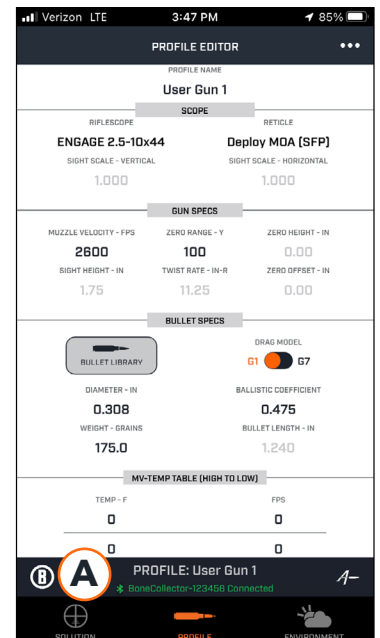 Verizon LTE 3:47 PM 85%
PROFILE EDITOR
PROFILE NAME
User Gun 1
SCOPE
RIFLESCOPE RETICLE
ENGAGE 2.5-10x44 Deploy MOA (SFP)
SIGHT SCALE - VERTICAL SIGHT SCALE - HORIZONTAL
1.000 1.000
GUN SPECS
MUZZLE VELOCITY - FPS ZERO RANGE - Y ZERO HEIGHT - IN
2600 100 0.00
SIGHT HEIGHT - IN TWIST RATE - IN-R ZERO OFFSET - IN
1.75 11.25 0.00
BULLET SPECS
DRAG MODEL
BULLET LIBRARY G1 G7
DIAMETER - IN BALLISTIC COEFFICIENT
0.308 0.475
WEIGHT - GRAINS BULLET LENGTH - IN
175.0 1.240
MV-TEMP TABLE (HIGH TO LOW)
TEMP - F FPS
0 0
0 0
B A PROFILE: User Gun 1 A-
BoneCollector-123456 Connected
SOLUTION PROFILE ENVIRONMENT